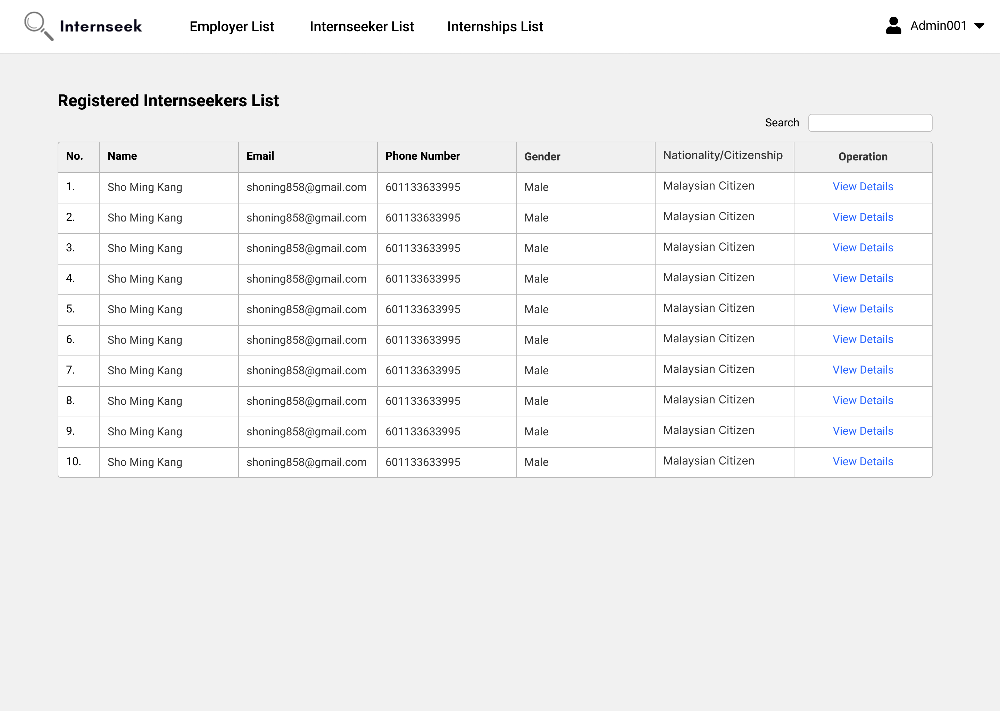 Internseek Employer List Internseeker List Internships List Admin001
Registered Internseekers List
Search
No. Name Email Phone Number Gender Nationality/Citizenship Operation
1. Sho Ming Kang shoning858@gmail.com 601133633995 Male Malaysian Citizen View Details
2. Sho Ming Kang shoning858@gmail.com 601133633995 Male Malaysian Citizen View Details
3. Sho Ming Kang shoning858@gmail.com 601133633995 Male Malaysian Citizen View Details
4. Sho Ming Kang shoning858@gmail.com 601133633995 Male Malaysian Citizen View Details
5. Sho Ming Kang shoning858@gmail.com 601133633995 Male Malaysian Citizen View Details
6. Sho Ming Kang shoning858@gmail.com 601133633995 Male Malaysian Citizen View Details
7. Sho Ming Kang shoning858@gmail.com 601133633995 Male Malaysian Citizen VIew Details
8. Sho Ming Kang shoning858@gmail.com 601133633995 Male Malaysian Citizen View Details
9. Sho Ming Kang shoning858@gmail.com 601133633995 Male Malaysian Citizen View Details
10. Sho Ming Kang shoning858@gmail.com 601133633995 Male Malaysian Citizen View Details